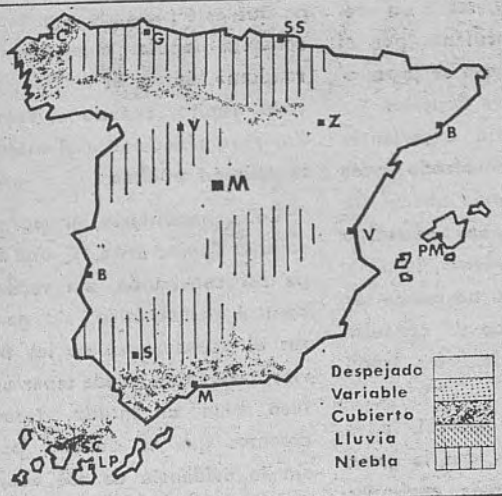 C
G
SS
V
Z
B
M
V
PM
B
S
M
SC
LP
Despejado
Variable
Cubierto
Lluvia
Niebla